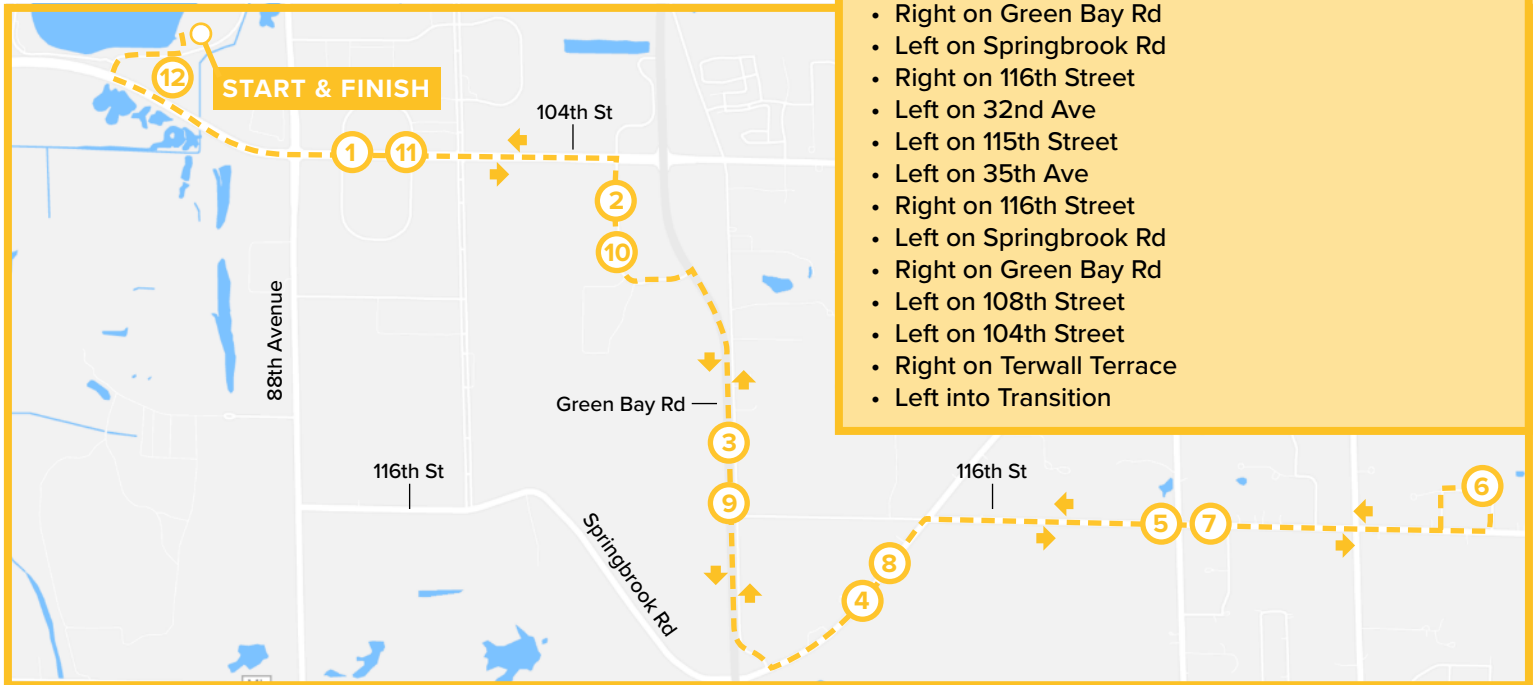 • Right on Green Bay Rd
• Left on Springbrook Rd
• Right on 116th Street
• Left on 32nd Ave
• Left on 115th Street
• Left on 35th Ave
• Right on 116th Street
• Left on Springbrook Rd
• Right on Green Bay Rd
• Left on 108th Street
• Left on 104th Street
• Right on Terwall Terrace
• Left into Transition
12
START & FINISH
104th St
1
11
2
10
88th Avenue
Green Bay Rd
3
9
116th St
Springbrook Rd
116th St
4
8
5
7
6